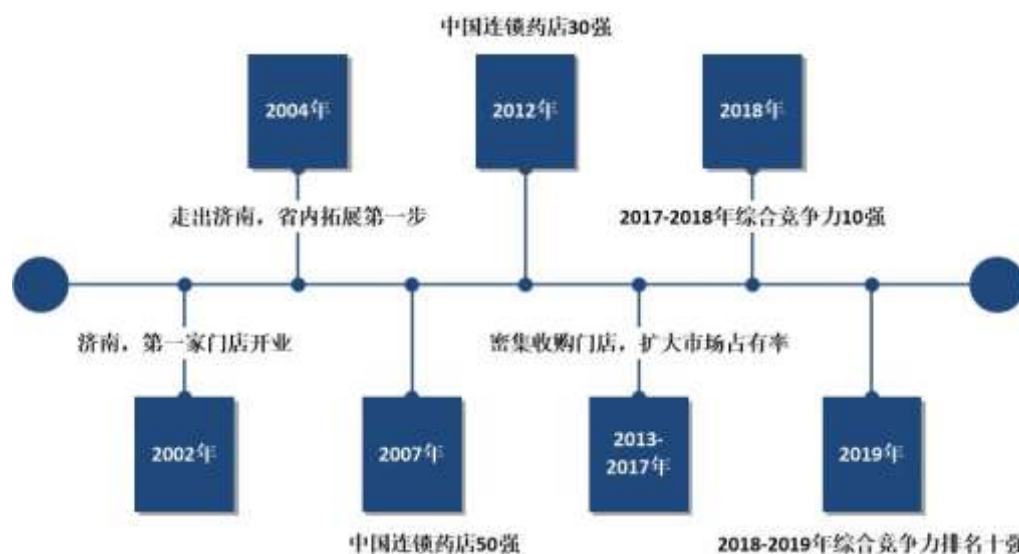 中国连锁药店30强
2004年
2012年
2018年
走出济南，省内拓展第一步
2017-2018年综合竞争力10强
济南，第一家门店开业
密集收购门店，扩大市场占有率
2002年
2007年
2013-
2017年
2019年
中国连锁药店50强
2018-2019年综合竞争力排名十强